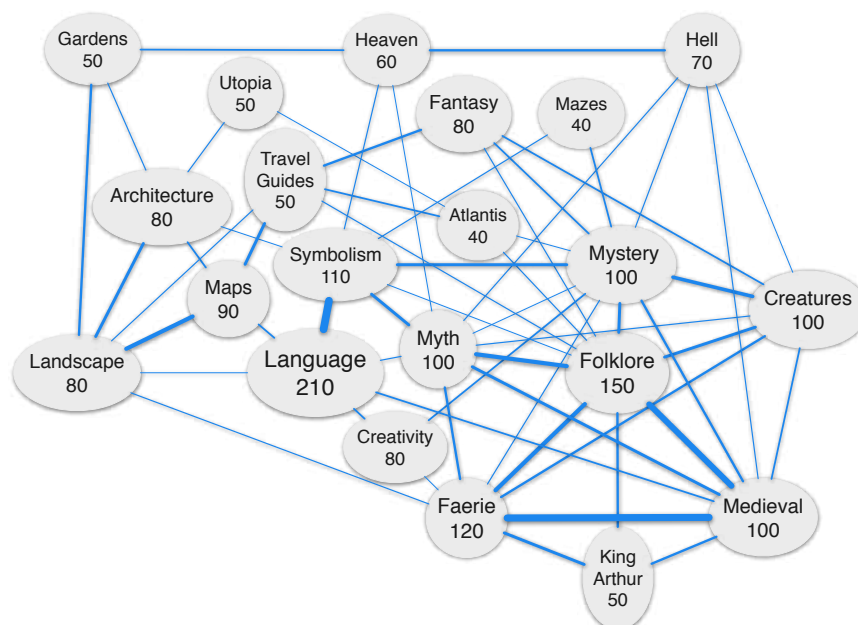 Gardens
50
Heaven
60
Hell
70
Utopia
50
Fantasy
80
Mazes
40
Travel
Guides
50
Architecture
80
Atlantis
40
Symbolism
110
Mystery
100
Maps
90
Creatures
100
Landscape
80
Language
210
Myth
100
Folklore
150
Creativity
80
Faerie
120
Medieval
100
King
Arthur
50